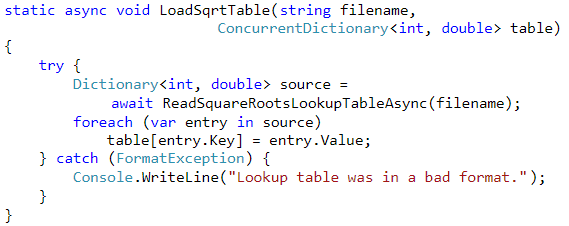 static async void LoadSqrtTable(string filename,
                                ConcurrentDictionary<int, double> table)
{
    try {
        Dictionary<int, double> source =
            await ReadSquareRootsLookupTableAsync(filename);
        foreach (var entry in source)
            table[entry.Key] = entry.Value;
    } catch (FormatException) {
        Console.WriteLine("Lookup table was in a bad format.");
    }
}